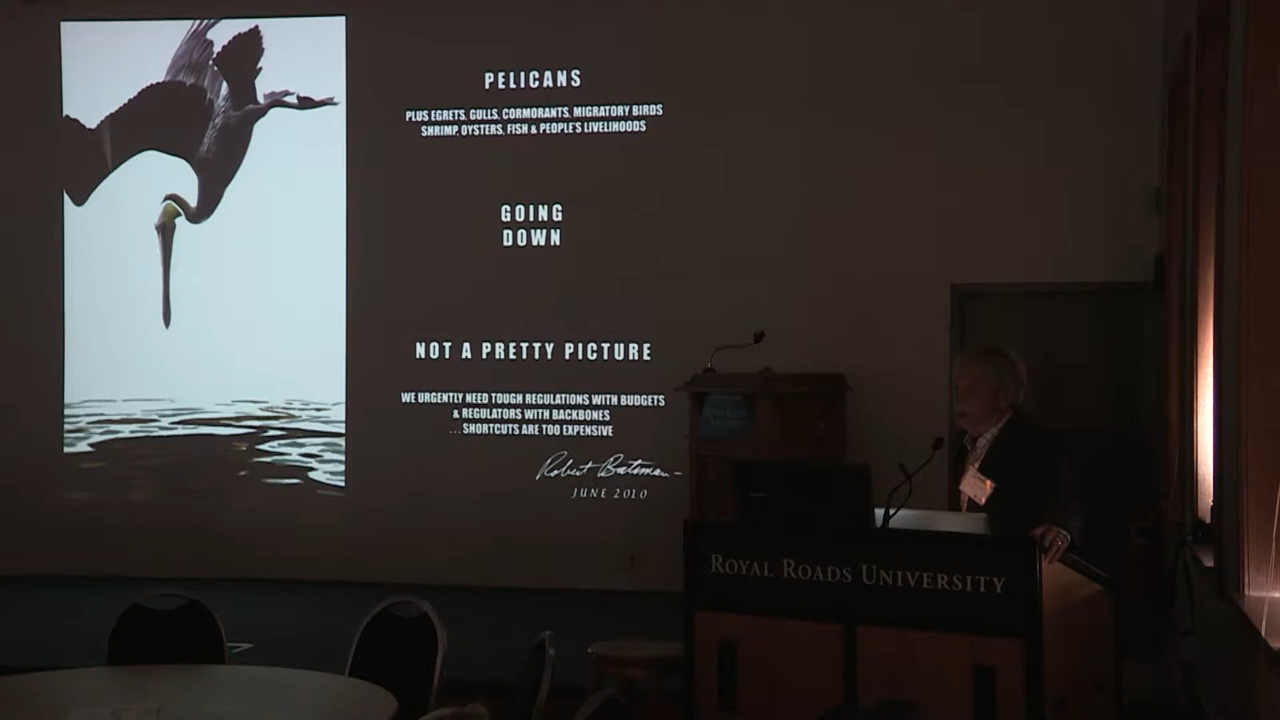 PELICANS
PLUS EGRETS, GULLS, CORMORANTS, MIGRATORY BIRDS
SHRIMP, OYSTERS, FISH & PEOPLE'S LIVELIHOODS
GOING
DOWN
NOT A PRETTY PICTURE
WE URGENTLY NEED TOUGH REGULATIONS WITH BUDGETS
& REGULATORS WITH BACKBONES
...SHORTCUTS ARE TOO EXPENSIVE
Robert Bateman
JUNE 2010
ROYAL ROADS UNIVERSITY